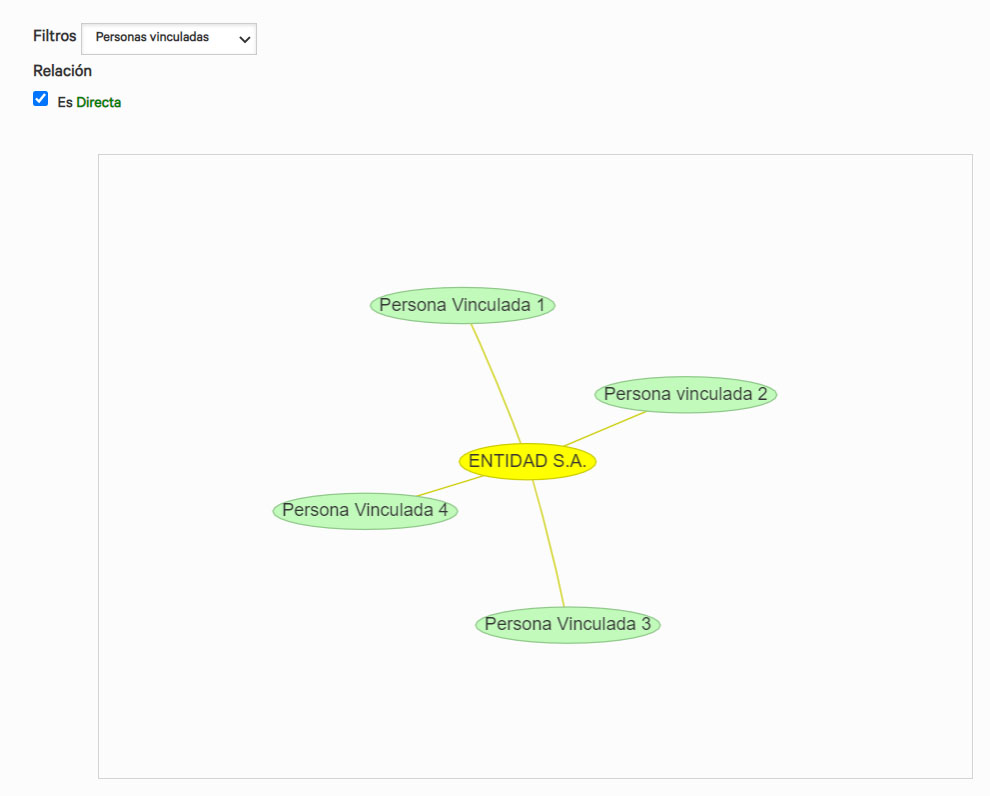 Filtros Personas vinculadas
Relación
Es Directa
Persona Vinculada 1
Persona vinculada 2
ENTIDAD S.A.
Persona Vinculada 4
Persona Vinculada 3